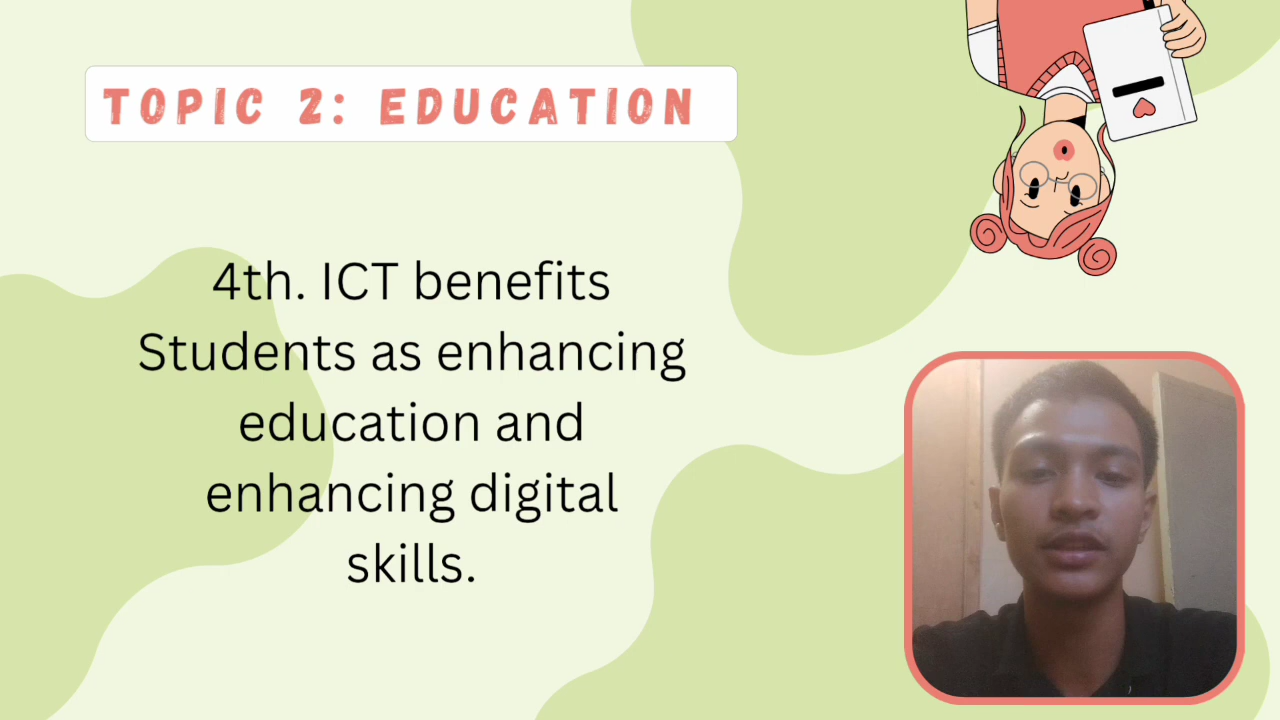 TOPIC 2: EDUCATION
4th. ICT benefits
Students as enhancing
education and
enhancing digital
skills.